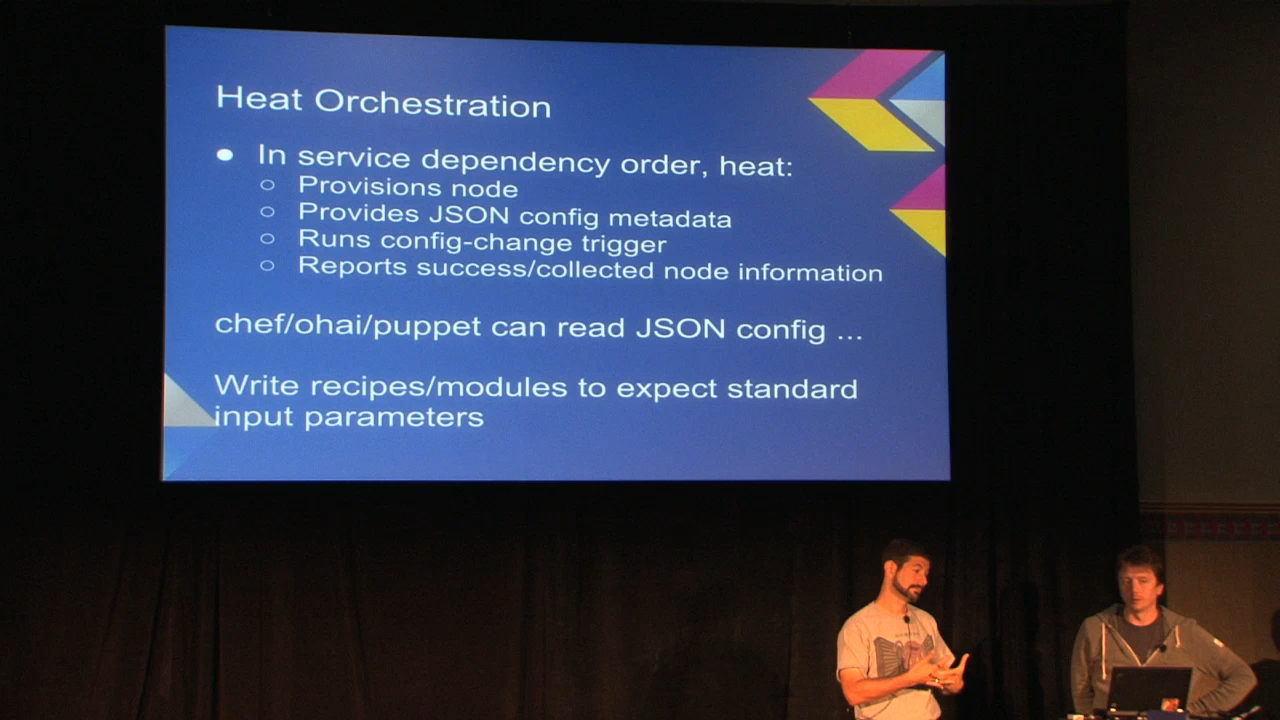 Heat Orchestration
● In service dependency order, heat:
○ Provisions node
○ Provides JSON config metadata
○ Runs config-change trigger
○ Reports success/collected node information
chef/ohai/puppet can read JSON config ...
Write recipes/modules to expect standard
input parameters